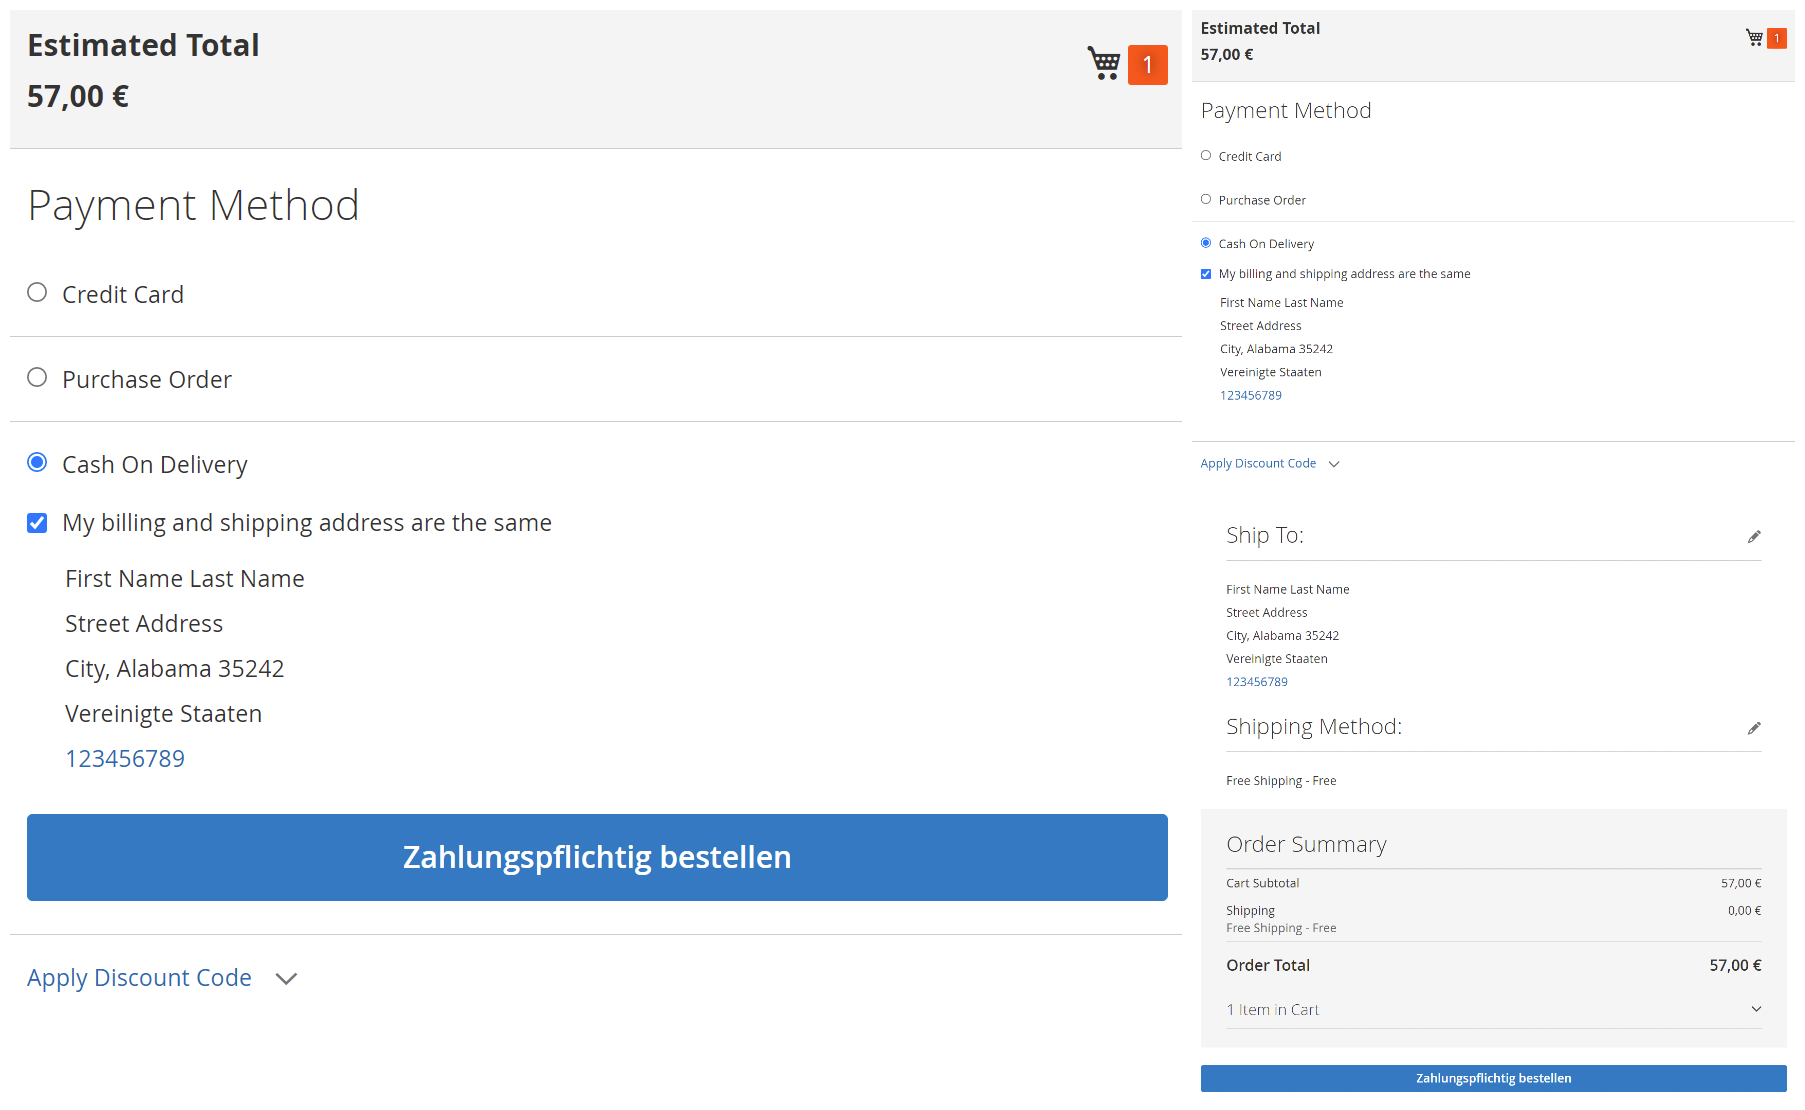 Estimated Total
57,00 €
1
Payment Method
Credit Card
Purchase Order
Cash On Delivery
My billing and shipping address are the same
First Name Last Name
Street Address
City, Alabama 35242
Vereinigte Staaten
123456789
Zahlungspflichtig bestellen
Apply Discount Code
Estimated Total
57,00 €
1
Payment Method
Credit Card
Purchase Order
Cash On Delivery
My billing and shipping address are the same
First Name Last Name
Street Address
City, Alabama 35242
Vereinigte Staaten
123456789
Apply Discount Code
Ship To:
First Name Last Name
Street Address
City, Alabama 35242
Vereinigte Staaten
123456789
Shipping Method:
Free Shipping - Free
Order Summary
Cart Subtotal 57,00 €
Shipping 0,00 €
Free Shipping - Free
Order Total 57,00 €
1 Item in Cart
Zahlungspflichtig bestellen